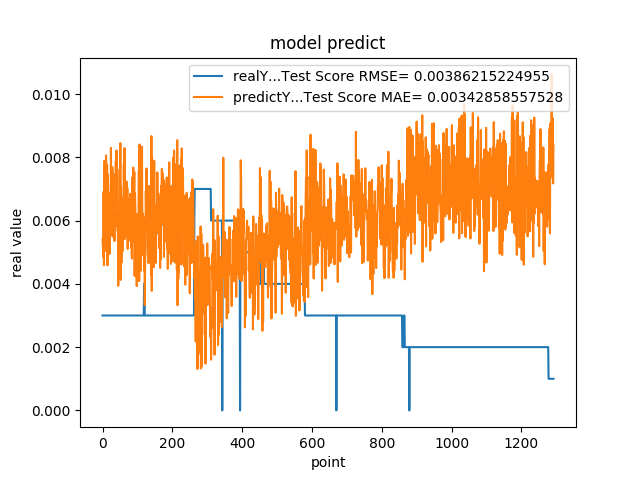 model predict
realY...Test Score RMSE= 0.00386215224955
predictY...Test Score MAE= 0.00342858557528
real value
0.010
0.008
0.006
0.004
0.002
0.000
0 200 400 600 800 1000 1200
point